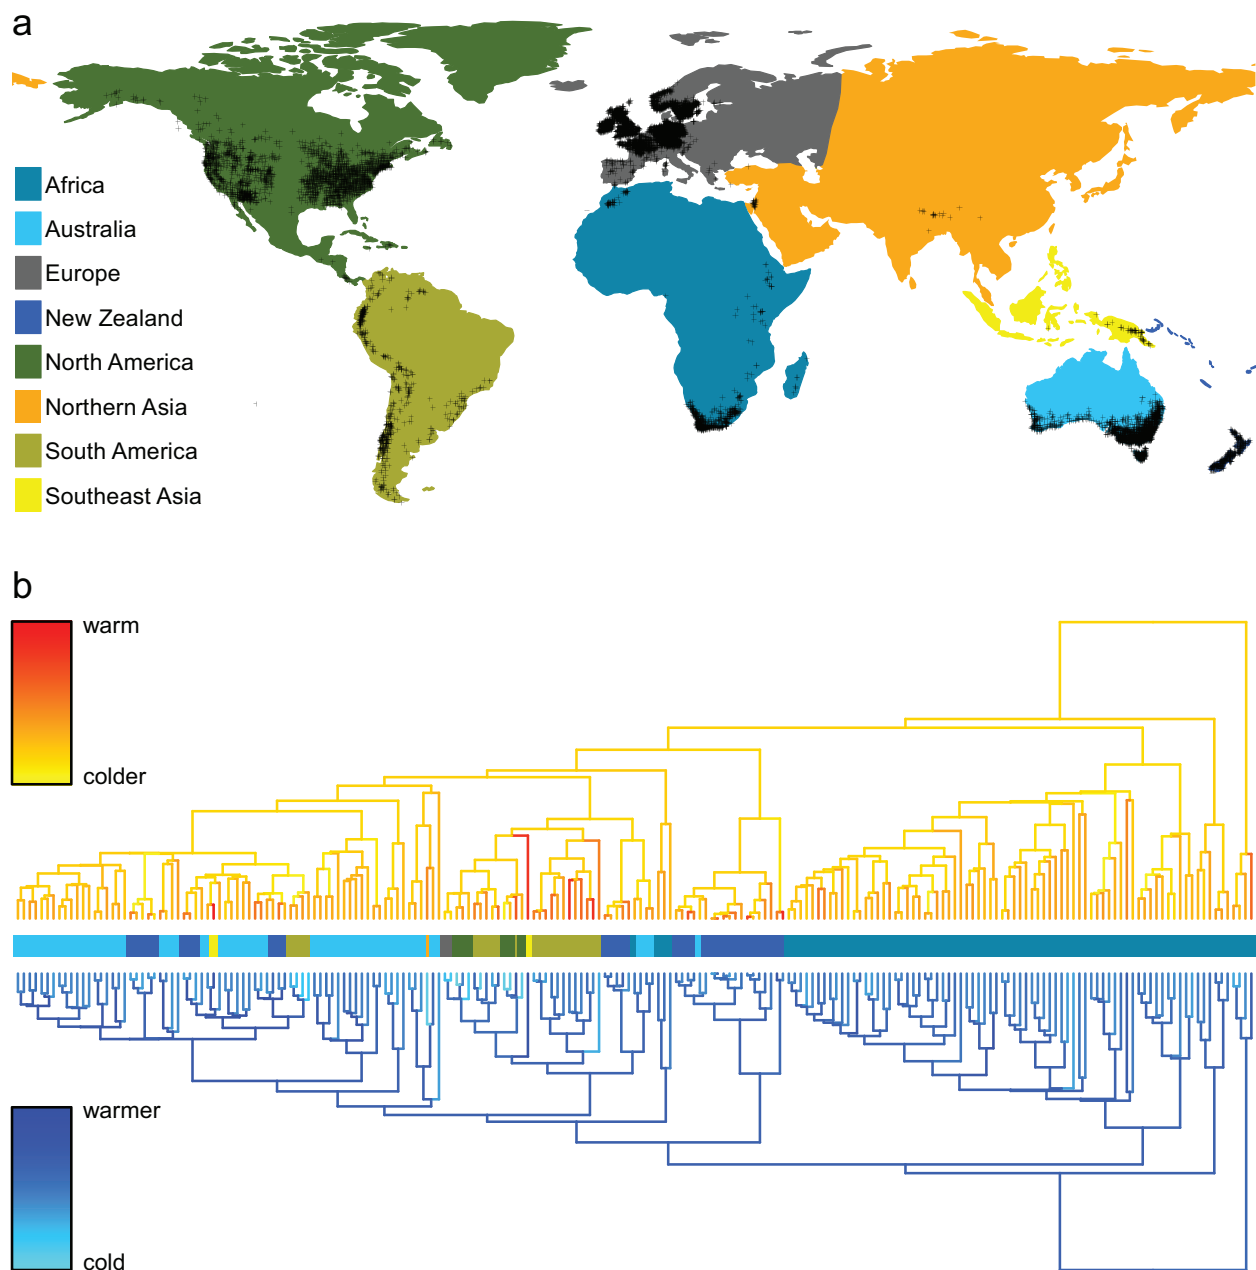 a
Africa
Australia
Europe
New Zealand
North America
Northern Asia
South America
Southeast Asia
b
warm
colder
warmer
cold